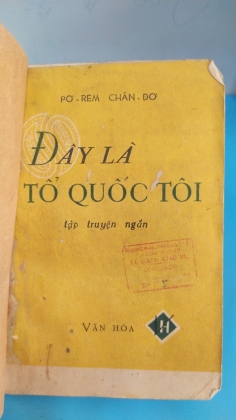 PƠ-REM CHĂN-ĐƠ
ĐÂY LÀ
TỔ QUỐC TÔI
tập truyện ngắn
VĂN HÓA
H